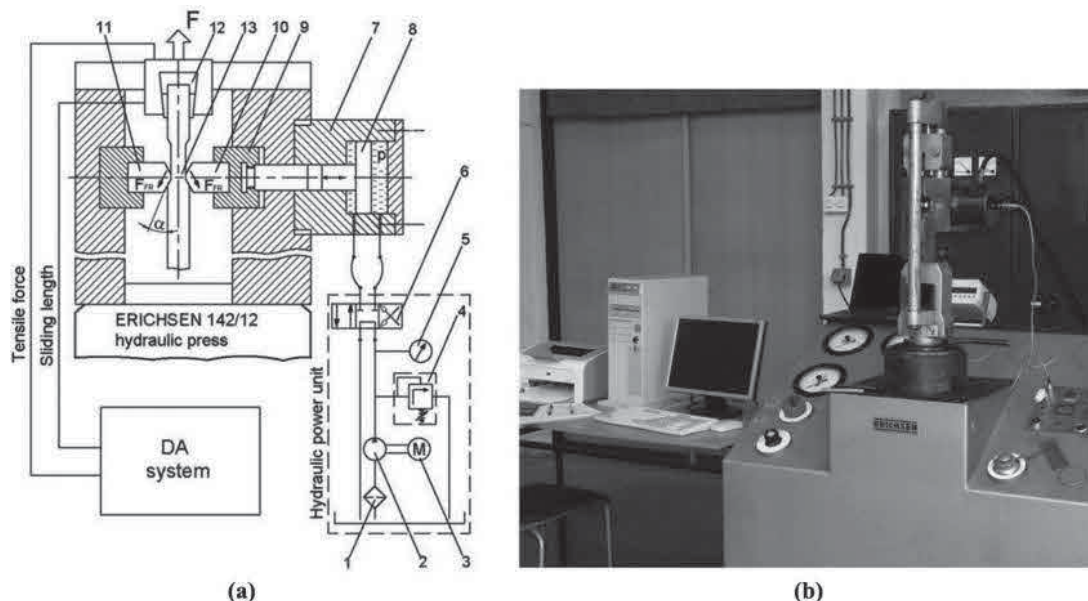 11 F 12 13 10 9 7 8
p
F_FR F_FR
α
6
5
4
ERICHSEN 142/12
hydraulic press
Tensile force
Sliding length
Hydraulic power unit
M
DA
system
1 2 3
ERICHSEN
(a) (b)